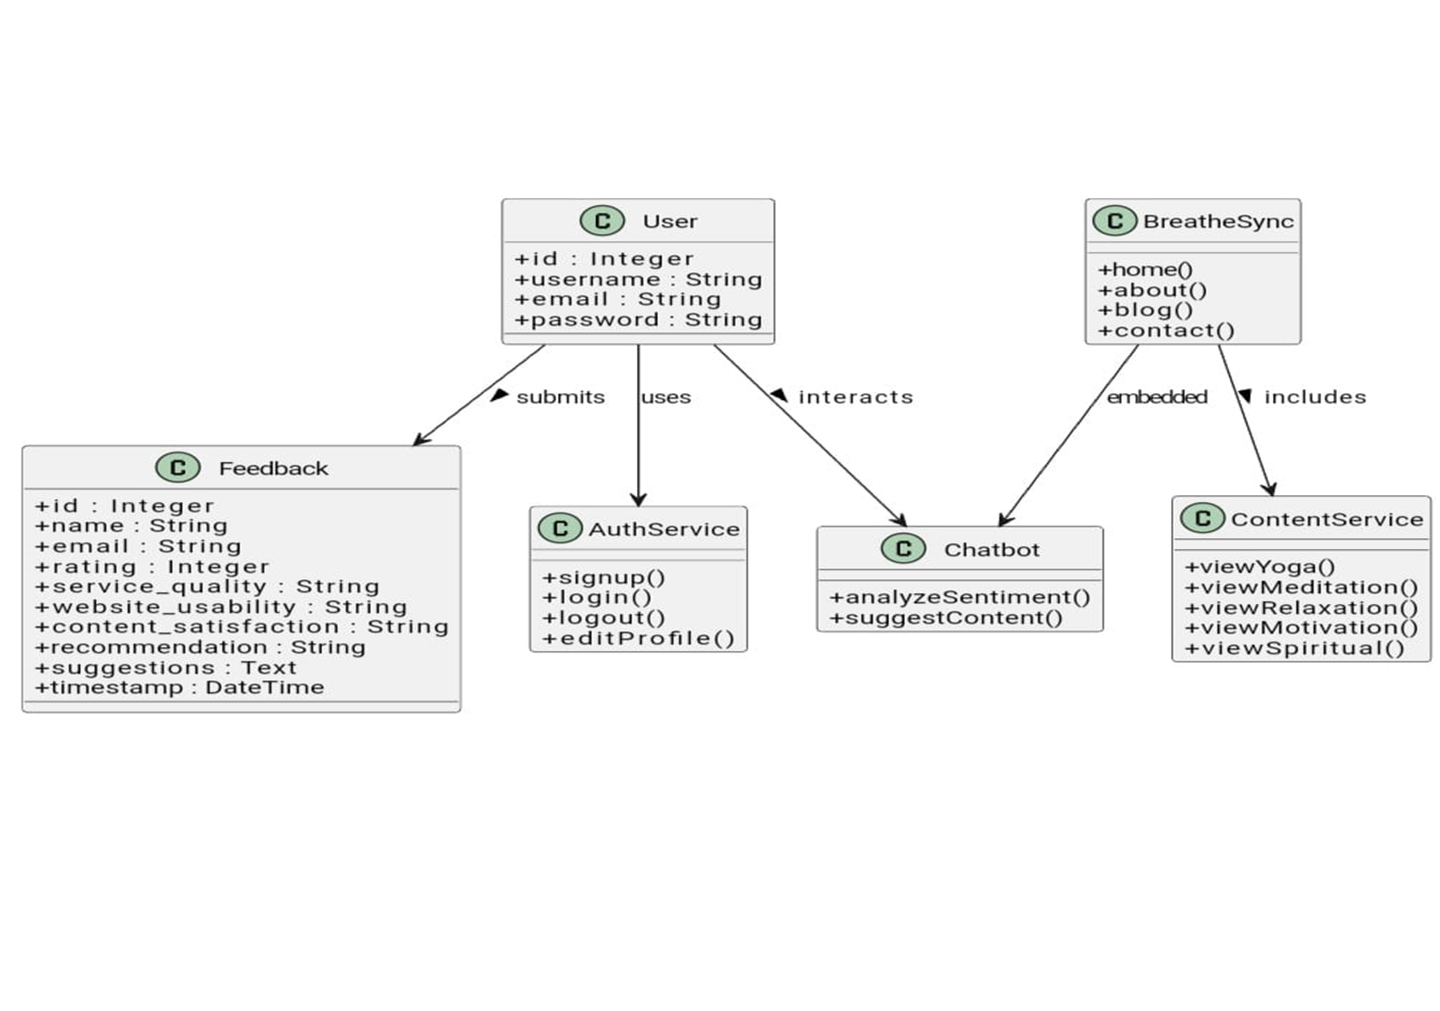 C User
+id : Integer
+username : String
+email : String
+password : String
C BreatheSync
+home()
+about()
+blog()
+contact()
submits
uses
interacts
embedded
includes
C Feedback
+id : Integer
+name : String
+email : String
+rating : Integer
+service_quality : String
+website_usability : String
+content_satisfaction : String
+recommendation : String
+suggestions : Text
+timestamp : DateTime
C AuthService
+signup()
+login()
+logout()
+editProfile()
C Chatbot
+analyzeSentiment()
+suggestContent()
C ContentService
+viewYoga()
+viewMeditation()
+viewRelaxation()
+viewMotivation()
+viewSpiritual()